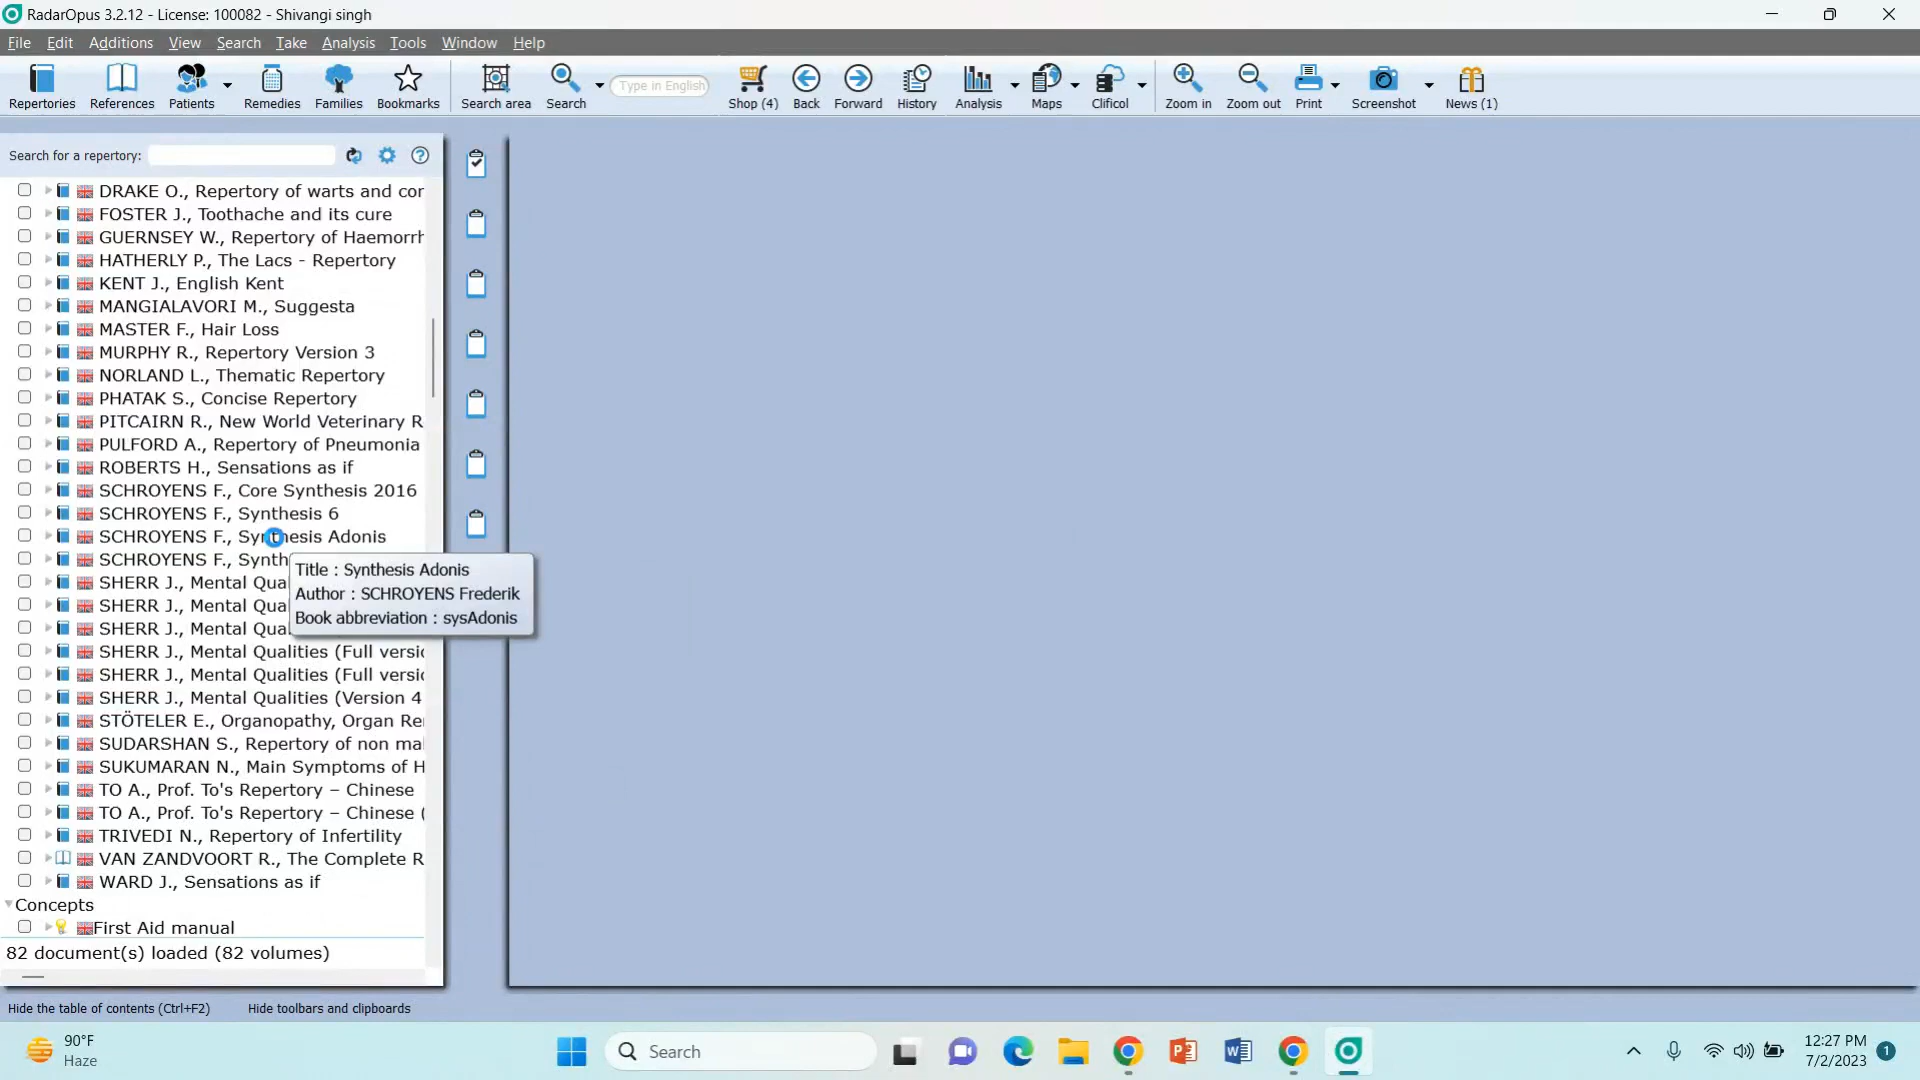 RadarOpus 3.2.12 - License: 100082 - Shivangi singh
File Edit Additions View Search Take Analysis Tools Window Help
Repertories References Patients Remedies Families Bookmarks Search area Search Type in English Shop (4) Back Forward History Analysis Maps Clificol Zoom in Zoom out Print Screenshot News (1)
Search for a repertory:
DRAKE O., Repertory of warts and cor
FOSTER J., Toothache and its cure
GUERNSEY W., Repertory of Haemorrh
HATHERLY P., The Lacs - Repertory
KENT J., English Kent
MANGIALAVORI M., Suggesta
MASTER F., Hair Loss
MURPHY R., Repertory Version 3
NORLAND L., Thematic Repertory
PHATAK S., Concise Repertory
PITCAIRN R., New World Veterinary R
PULFORD A., Repertory of Pneumonia
ROBERTS H., Sensations as if
SCHROYENS F., Core Synthesis 2016
SCHROYENS F., Synthesis 6
SCHROYENS F., Synthesis Adonis
SCHROYENS F., Synth
Title : Synthesis Adonis
Author : SCHROYENS Frederik
Book abbreviation : sysAdonis
SHERR J., Mental Qua
SHERR J., Mental Qua
SHERR J., Mental Qua
SHERR J., Mental Qualities (Full versio
SHERR J., Mental Qualities (Full versio
SHERR J., Mental Qualities (Version 4
STÖTELER E., Organopathy, Organ Re
SUDARSHAN S., Repertory of non ma
SUKUMARAN N., Main Symptoms of H
TO A., Prof. To's Repertory – Chinese
TO A., Prof. To's Repertory – Chinese (
TRIVEDI N., Repertory of Infertility
VAN ZANDVOORT R., The Complete R
WARD J., Sensations as if
Concepts
First Aid manual
82 document(s) loaded (82 volumes)
Hide the table of contents (Ctrl+F2) Hide toolbars and clipboards
90°F
Haze
Search
12:27 PM
7/2/2023
1